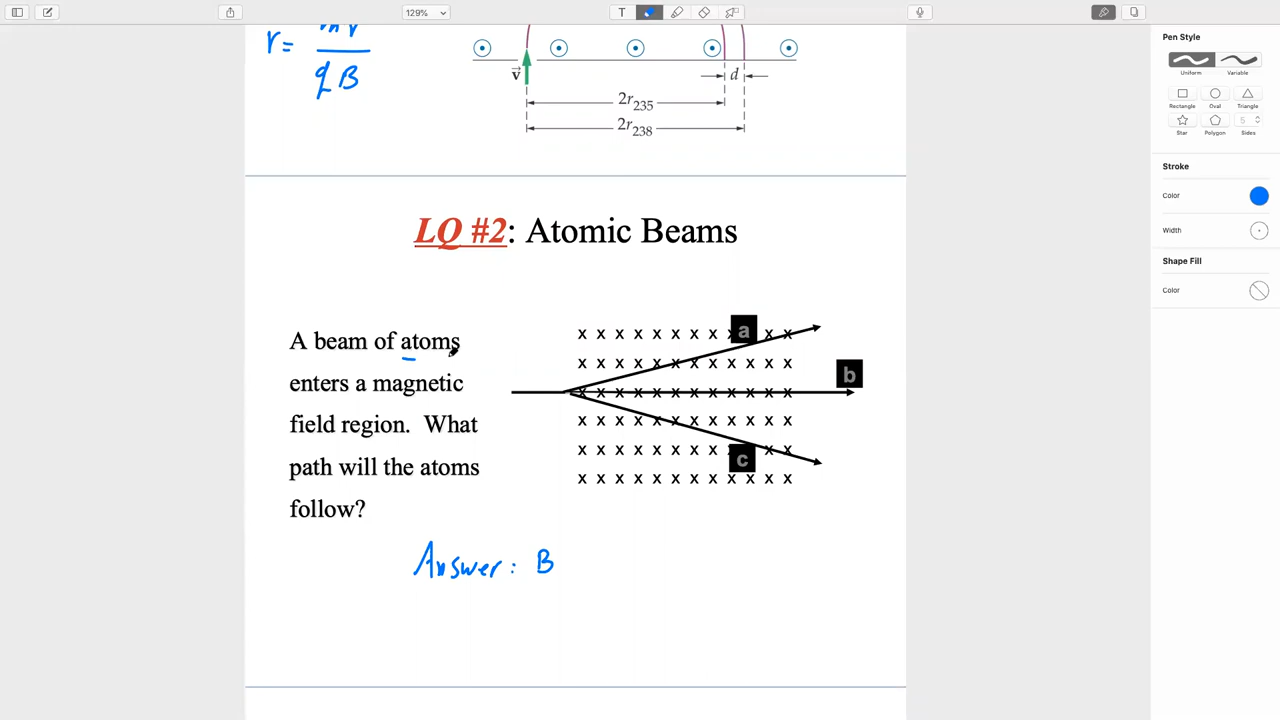 129%
T
r = mv
qB
v
d
2r235
2r238
LQ #2: Atomic Beams
A beam of atoms
enters a magnetic
field region. What
path will the atoms
follow?
x x x x x x x x x x x
a
x x x x x x x x x x x x
b
x x x x x x x x x x x x
x x x x x x x x x x x x
x x x x x x x x x x x
c
x x x x x x x x x x x x
Answer: B
Pen Style
Uniform Variable
Rectangle Oval Triangle
Star Polygon Sides
5
Stroke
Color
Width
Shape Fill
Color